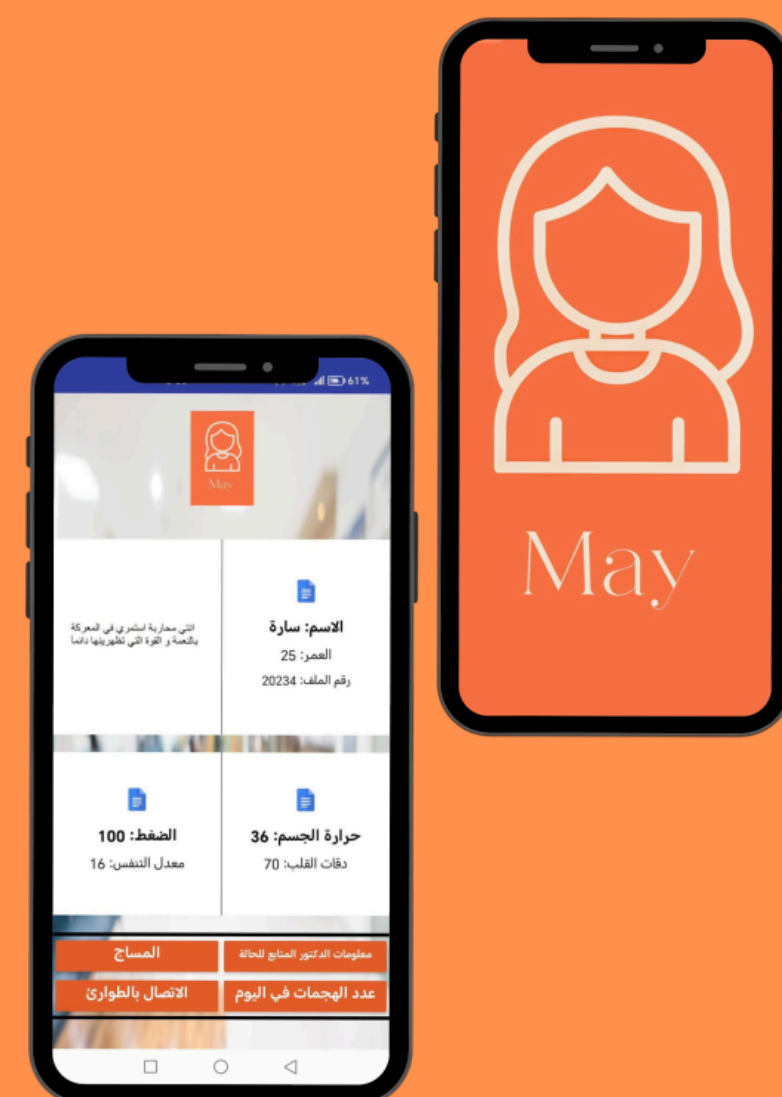 May
61%
May
الاسم: سارة
العمر: 25
رقم الملف: 20234
انتي محاربة استمري في المعركة
بالنعمة و القوة التي تظهرينها دائماً
حرارة الجسم: 36
دقات القلب: 70
الضغط: 100
معدل التنفس: 16
معلومات الدكتور المتابع للحالة
المساج
عدد الهجمات في اليوم
الاتصال بالطوارئ